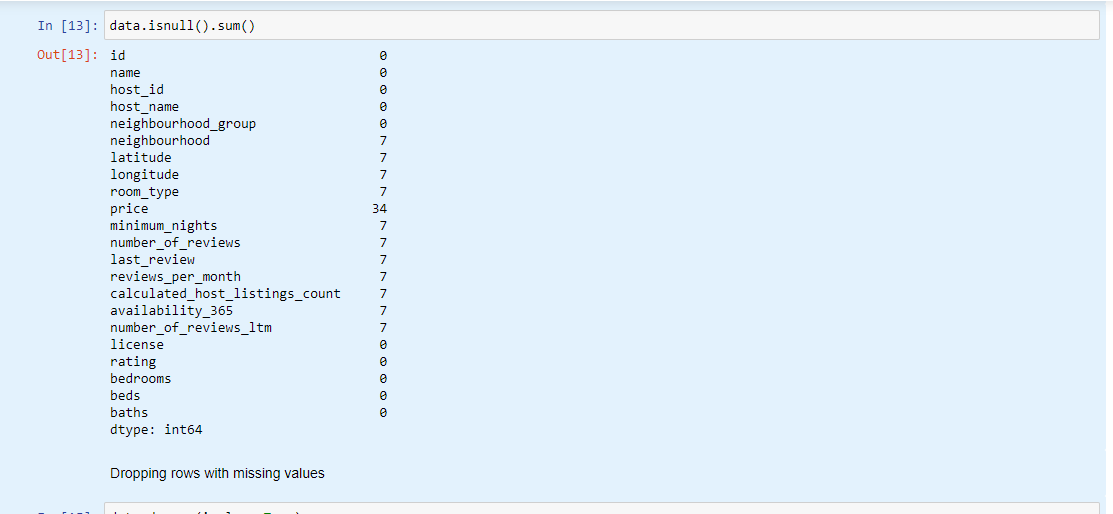 In [13]: data.isnull().sum()
Out[13]: id 0
name 0
host_id 0
host_name 0
neighbourhood_group 0
neighbourhood 7
latitude 7
longitude 7
room_type 7
price 34
minimum_nights 7
number_of_reviews 7
last_review 7
reviews_per_month 7
calculated_host_listings_count 7
availability_365 7
number_of_reviews_ltm 7
license 0
rating 0
bedrooms 0
beds 0
baths 0
dtype: int64
Dropping rows with missing values